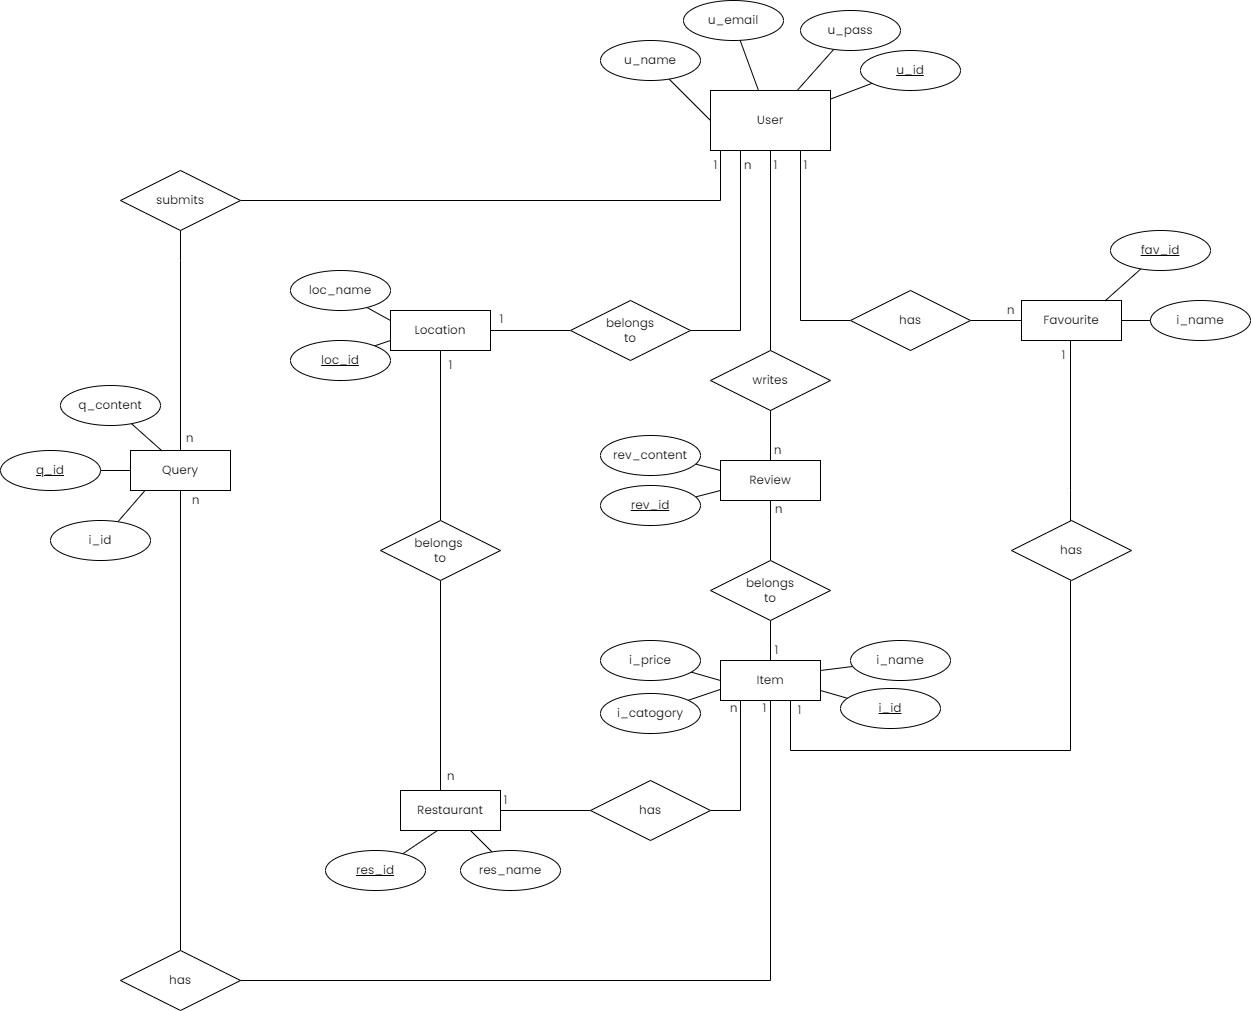 u_email
u_pass
u_name
u_id
User
1
n
1
1
submits
fav_id
loc_name
1
belongs
to
has
n
Favourite
i_name
Location
loc_id
1
1
writes
q_content
n
n
rev_content
q_id
Query
Review
rev_id
n
n
i_id
belongs
to
has
belongs
to
1
i_price
i_name
Item
i_catogory
i_id
n
1
1
n
1
Restaurant
has
res_id
res_name
has